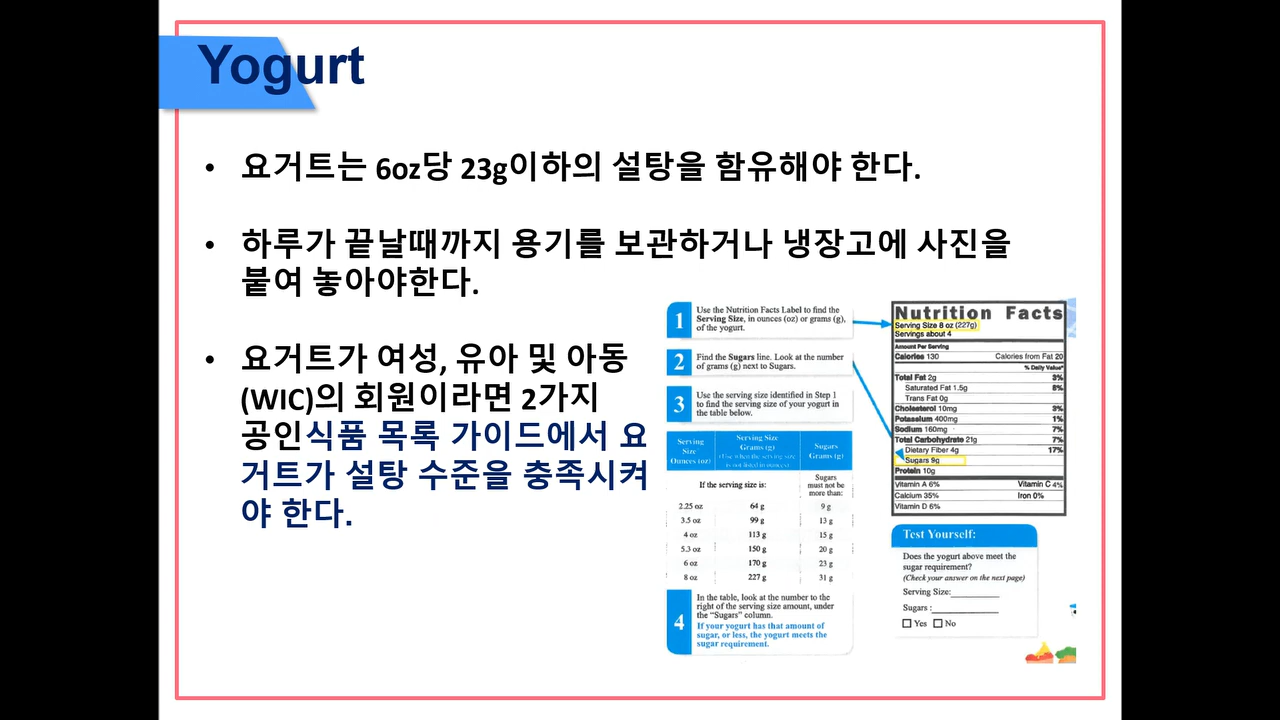 Yogurt
• 요거트는 6oz당 23g이하의 설탕을 함유해야 한다.
• 하루가 끝날때까지 용기를 보관하거나 냉장고에 사진을
붙여 놓아야한다.
• 요거트가 여성, 유아 및 아동
(WIC)의 회원이라면 2가지
공인식품 목록 가이드에서 요
거트가 설탕 수준을 충족시켜
야 한다.
1
Use the Nutrition Facts Label to find the
Serving Size, in ounces (oz) or grams (g),
of the yogurt.
2
Find the Sugars line. Look at the number
of grams (g) next to Sugars.
3
Use the serving size identified in Step 1
to find the serving size of your yogurt in
the table below.
Serving Size Ounces (oz) Serving Size Grams (g) (Use when the serving size is not listed in ounces) Sugars Grams (g)
If the serving size is: Sugars must not be more than:
2.25 oz 64 g 9 g
3.5 oz 99 g 13 g
4 oz 113 g 15 g
5.3 oz 150 g 20 g
6 oz 170 g 23 g
8 oz 227 g 31 g
4
In the table, look at the number to the
right of the serving size amount, under
the “Sugars” column.
If your yogurt has that amount of
sugar, or less, the yogurt meets the
sugar requirement.
Nutrition Facts
Serving Size 8 oz (227g)
Servings about 4
Amount Per Serving
Calories 130 Calories from Fat 20
% Daily Value*
Total Fat 2g 3%
Saturated Fat 1.5g 8%
Trans Fat 0g
Cholesterol 10mg 3%
Potassium 400mg 1%
Sodium 160mg 7%
Total Carbohydrate 21g 7%
Dietary Fiber 4g 17%
Sugars 9g
Protein 10g
Vitamin A 6% Vitamin C 4%
Calcium 35% Iron 0%
Vitamin D 6%
Test Yourself:
Does the yogurt above meet the
sugar requirement?
(Check your answer on the next page)
Serving Size:
Sugars :
Yes No